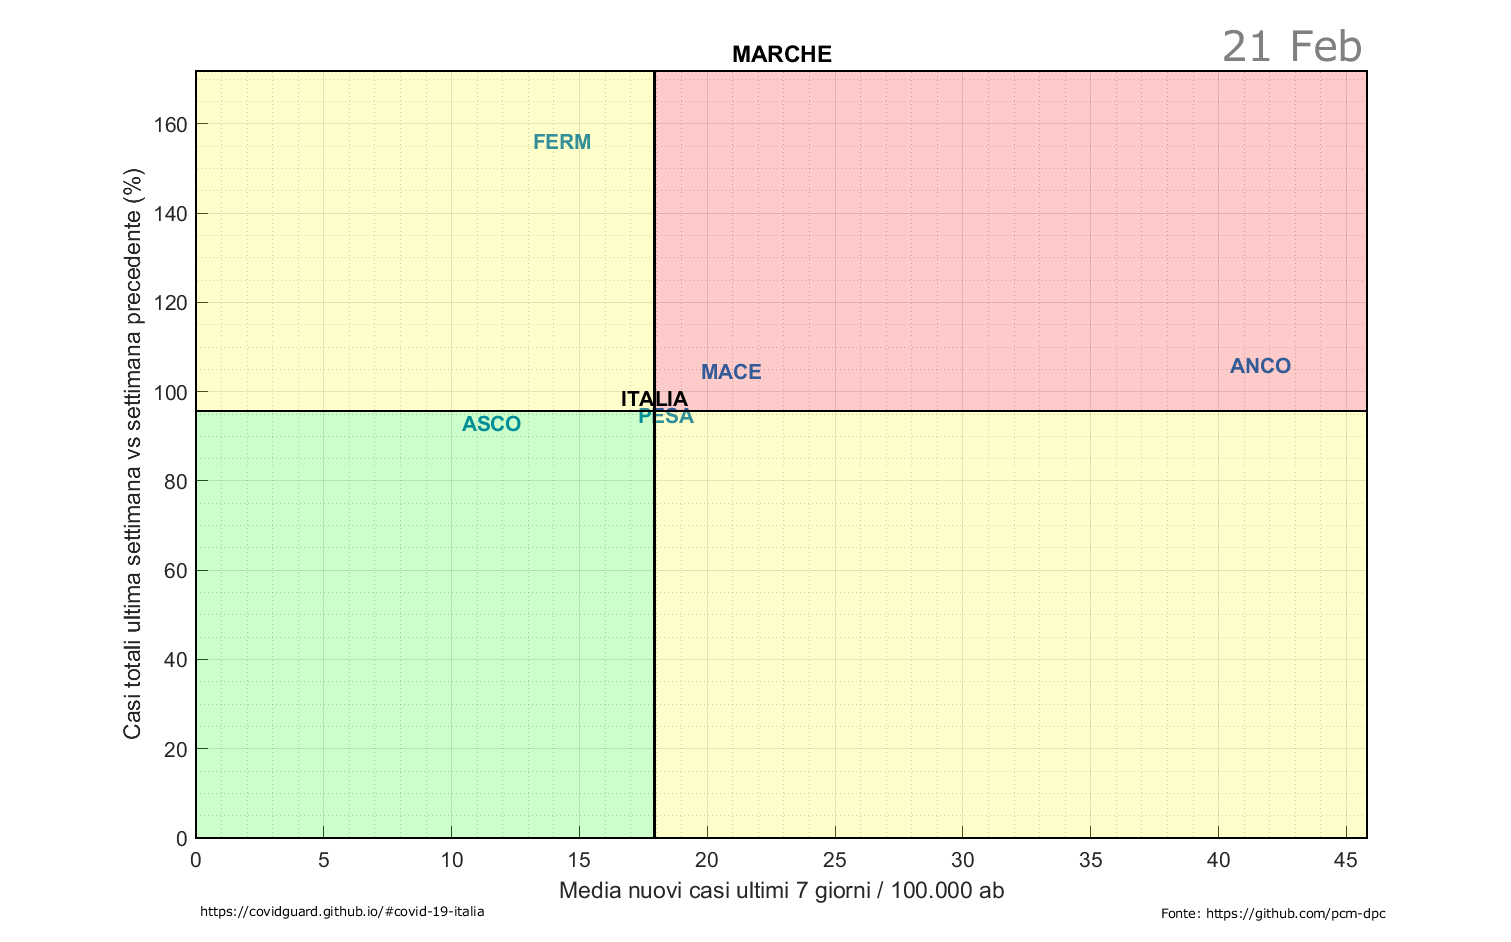 MARCHE
21 Feb
Casi totali ultima settimana vs settimana precedente (%)
160
140
120
100
80
60
40
20
0
FERM
MACE
ANCO
ITALIA
PESA
ASCO
0 5 10 15 20 25 30 35 40 45
Media nuovi casi ultimi 7 giorni / 100.000 ab
https://covidguard.github.io/#covid-19-italia
Fonte: https://github.com/pcm-dpc